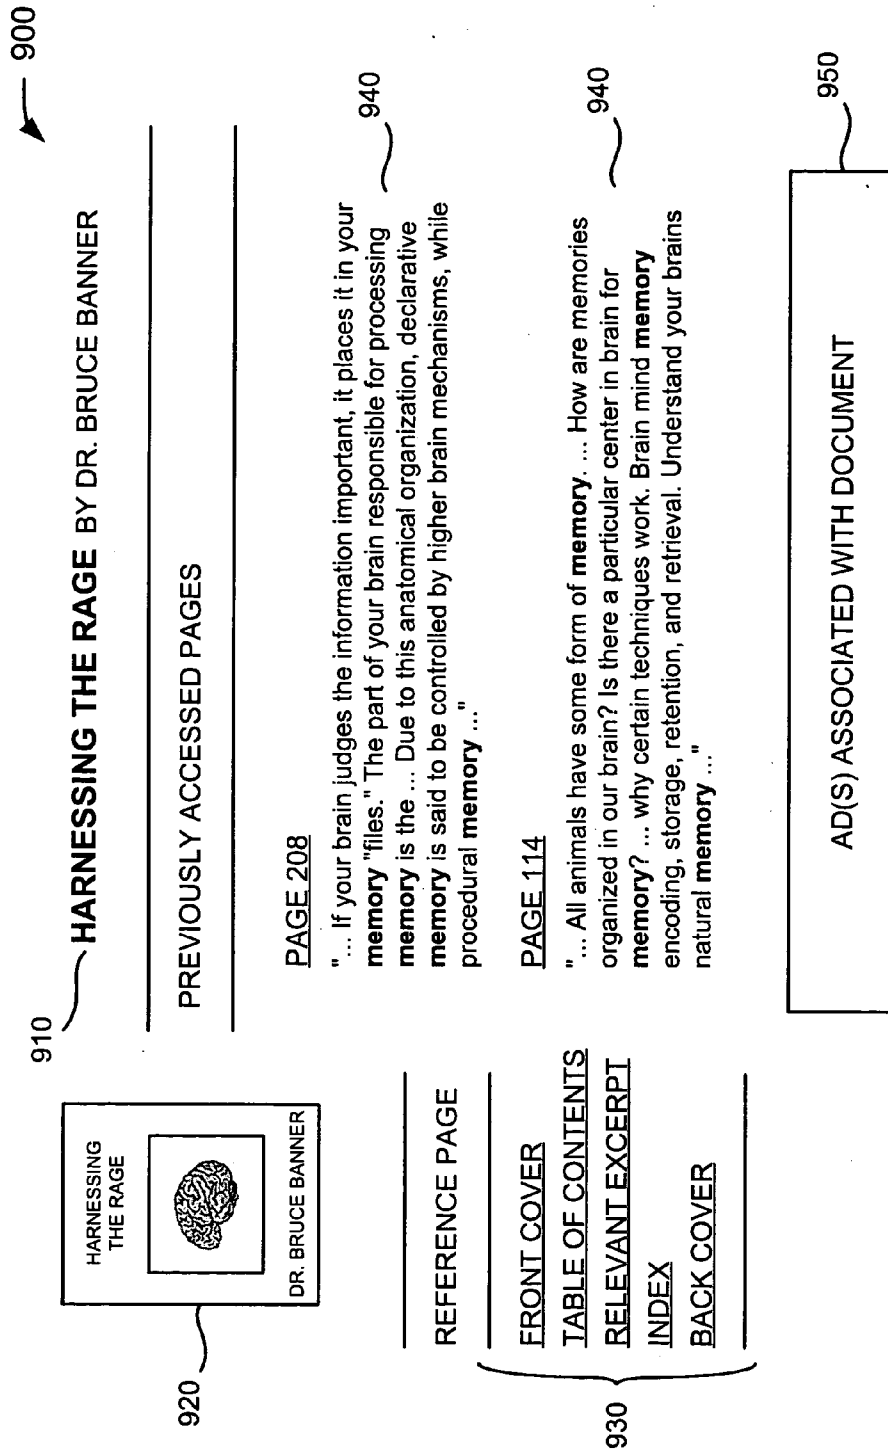 900
910
HARNESSING THE RAGE BY DR. BRUCE BANNER
HARNESSING
THE RAGE
DR. BRUCE BANNER
920
PREVIOUSLY ACCESSED PAGES
PAGE 208
"... If your brain judges the information important, it places it in your
memory "files." The part of your brain responsible for processing
memory is the ... Due to this anatomical organization, declarative
memory is said to be controlled by higher brain mechanisms, while
procedural memory ..."
940
REFERENCE PAGE
FRONT COVER
TABLE OF CONTENTS
RELEVANT EXCERPT
INDEX
BACK COVER
930
PAGE 114
"... All animals have some form of memory. ... How are memories
organized in our brain? Is there a particular center in brain for
memory? ... why certain techniques work. Brain mind memory
encoding, storage, retention, and retrieval. Understand your brains
natural memory ..."
940
AD(S) ASSOCIATED WITH DOCUMENT
950